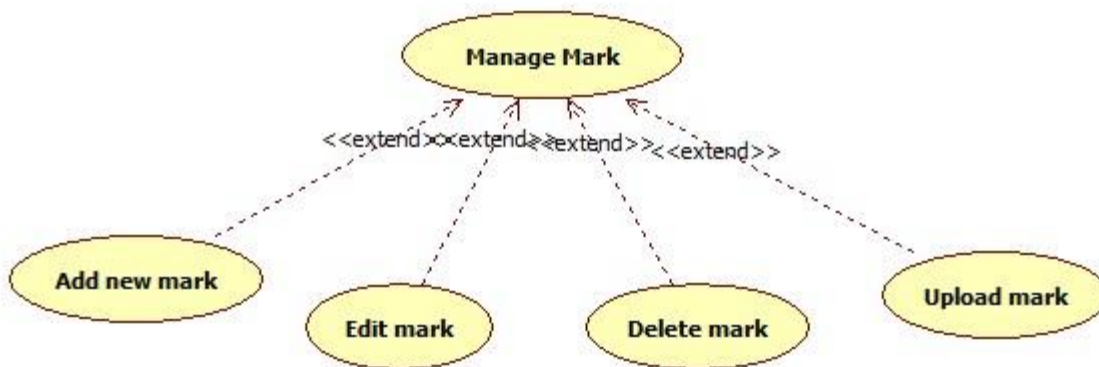 Manage Mark
<<extend>>
<<extend>>
<<extend>>
<<extend>>
Add new mark
Edit mark
Delete mark
Upload mark